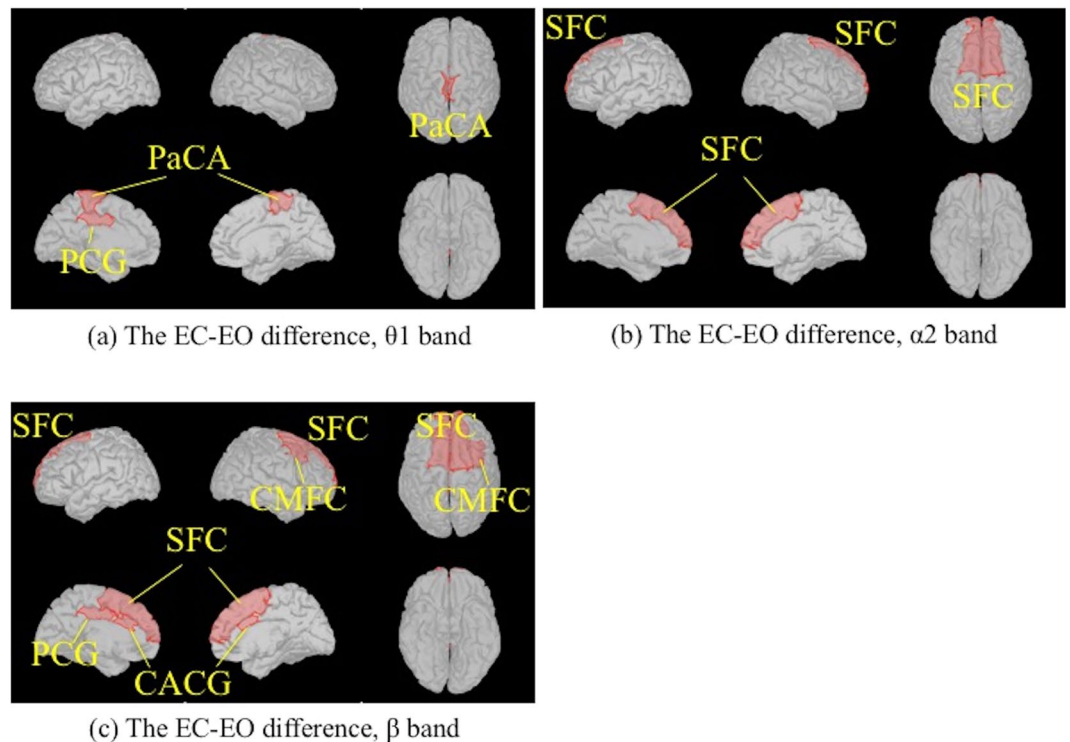 PaCA
PaCA
PCG
(a) The EC-EO difference, θ1 band
SFC
SFC
SFC
SFC
(b) The EC-EO difference, α2 band
SFC
SFC
SFC
CMFC
CMFC
SFC
PCG
CACG
(c) The EC-EO difference, β band